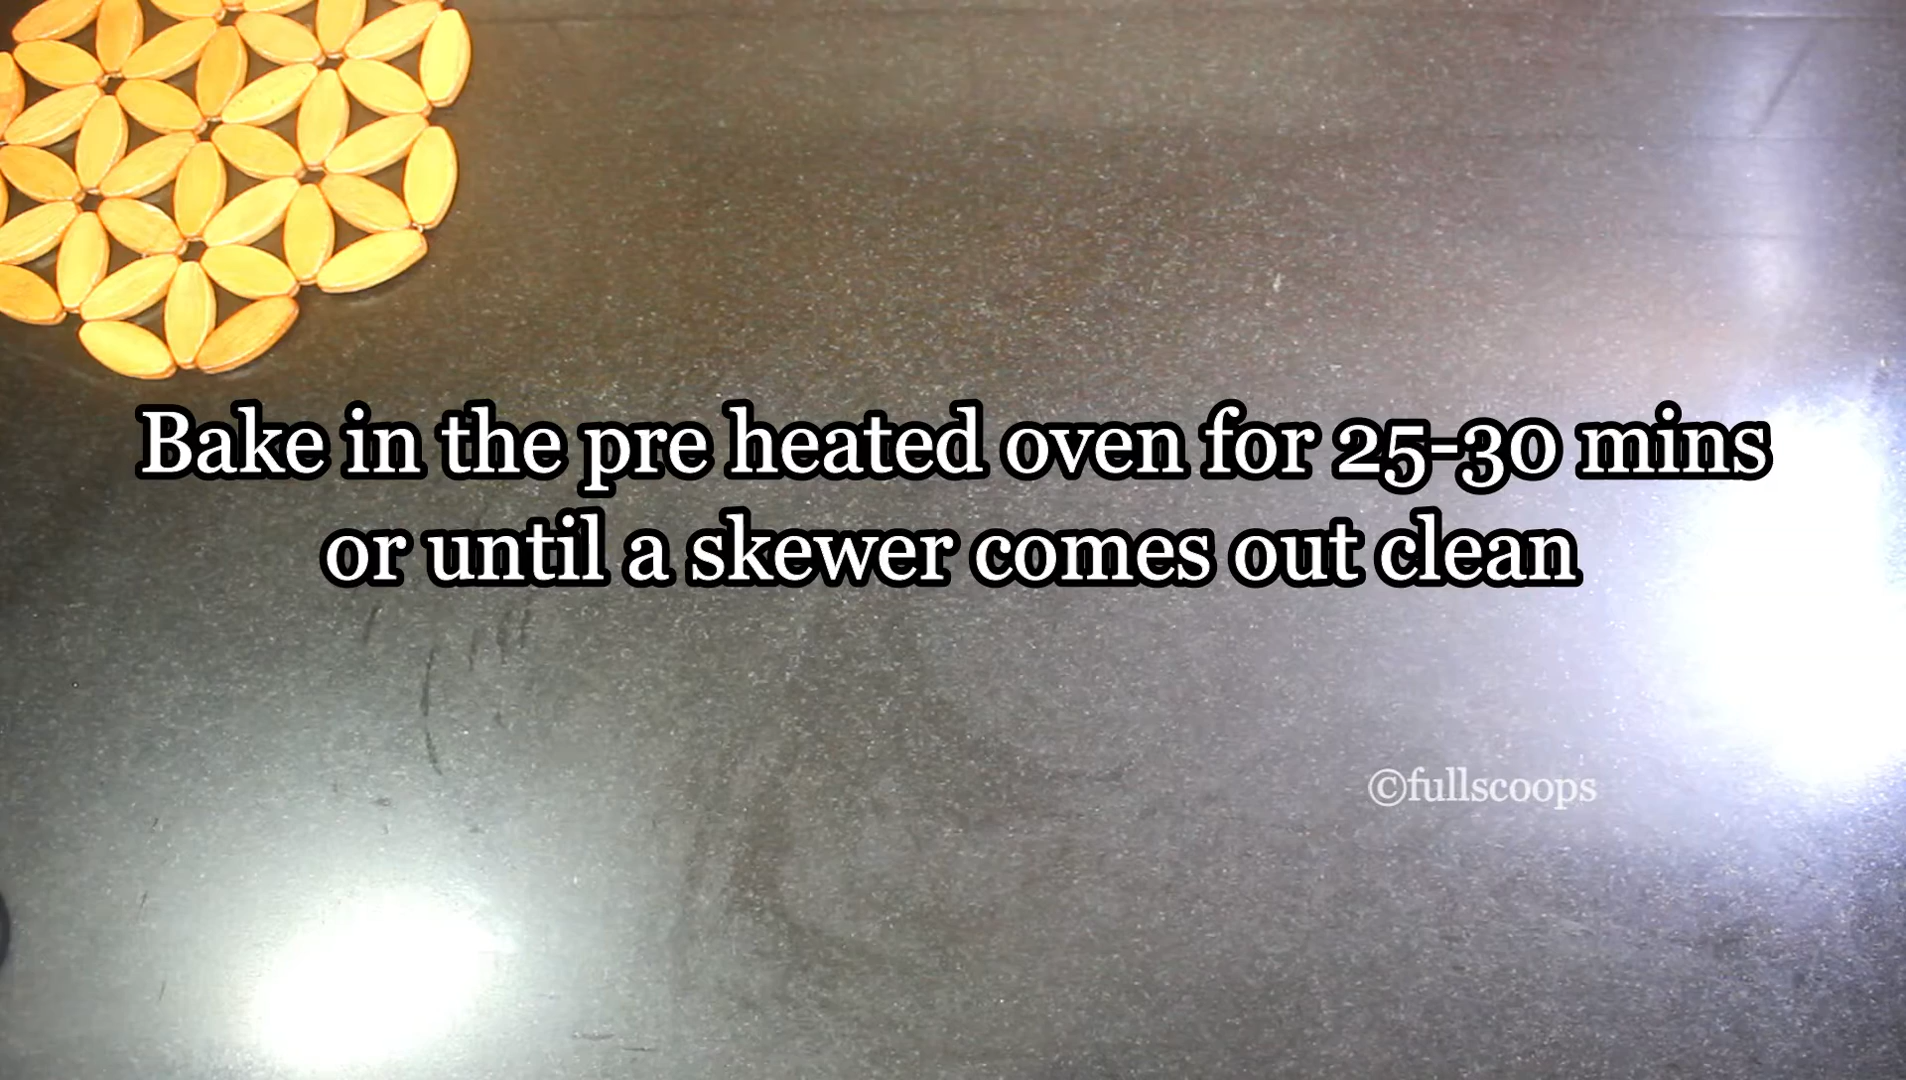 Bake in the pre heated oven for 25-30 mins
or until a skewer comes out clean
©fullscoops